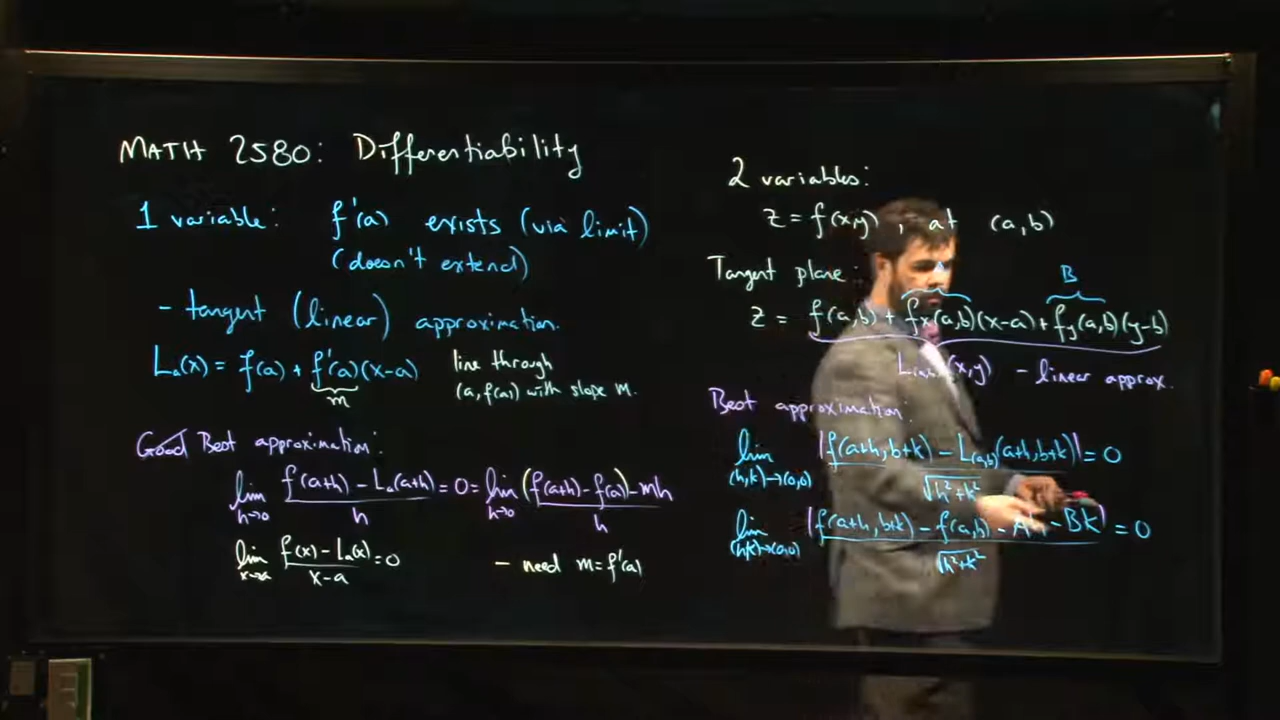 MATH 2580: Differentiability
1 variable: f'(a) exists (via limit)
(doesn't extend)
- tangent (linear) approximation.
La(x) = f(a) + f'(a)(x-a)
m
line through
(a, f(a)) with slope m.
Good Best approximation:
lim h→0 f(a+h) - La(a+h) / h = 0 = lim h→0 (f(a+h) - f(a)) - mh / h
lim x→a f(x) - La(x) / x-a = 0
- need m = f'(a)
2 variables:
z = f(x,y), at (a,b)
Tangent plane:
A B
z = f(a,b) + fx(a,b)(x-a) + fy(a,b)(y-b)
L(a,b)(x,y) - linear approx.
Best approximation:
lim (h,k)→(0,0) |f(a+h, b+k) - L(a,b)(a+h, b+k)| / √h²+k² = 0
lim (h,k)→(0,0) |f(a+h, b+k) - f(a,b) - Ah - Bk| / √h²+k² = 0